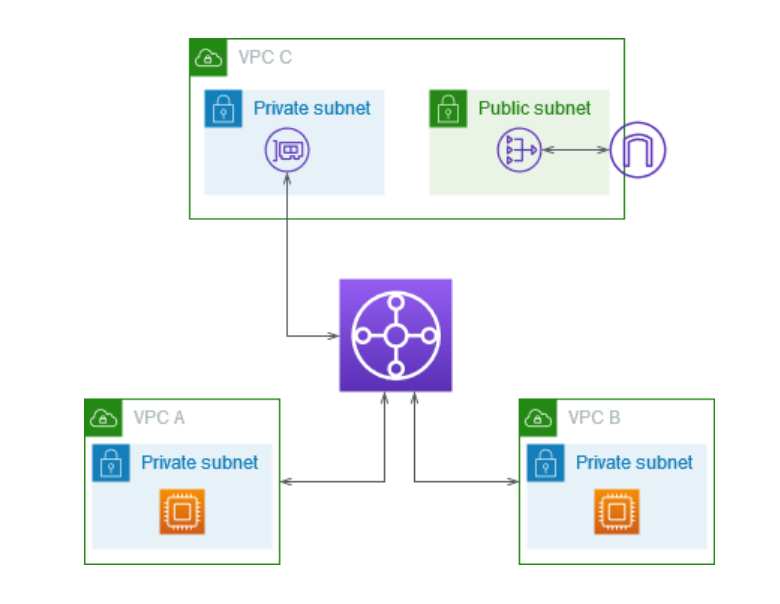 VPC C
Private subnet
Public subnet
VPC A
Private subnet
VPC B
Private subnet